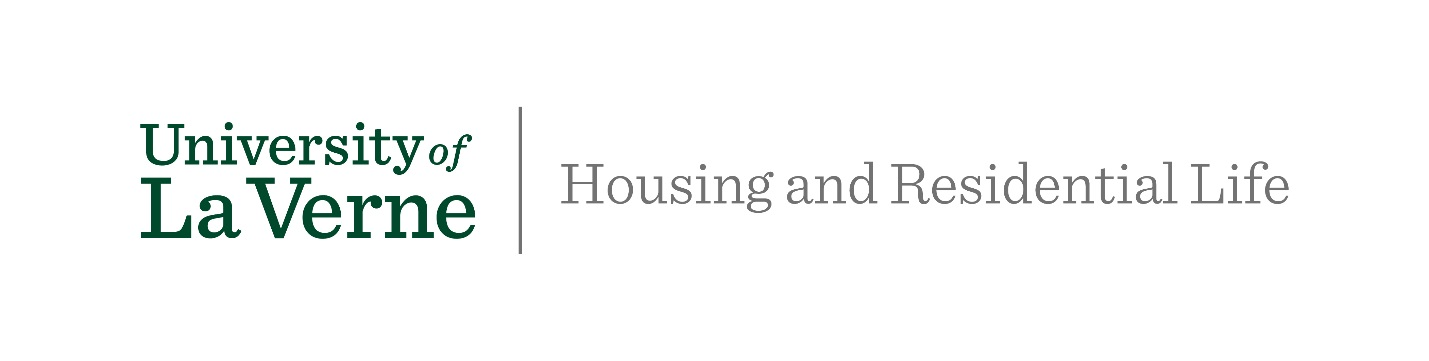 University of
La Verne
Housing and Residential Life